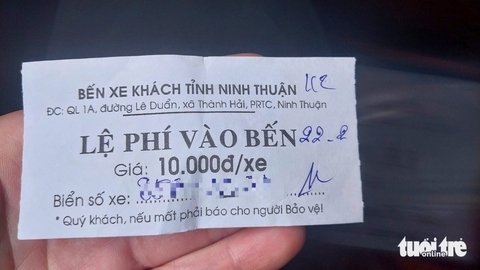 BẾN XE KHÁCH TỈNH NINH THUẬN
ĐC: QL 1A, đường Lê Duẩn, xã Thành Hải, PRTC, Ninh Thuận
LỆ PHÍ VÀO BẾN 22-2
Giá: 10.000đ/xe
Biển số xe:
* Quý khách, nếu mất phải báo cho người Bảo vệ!
tuổi trẻ
online